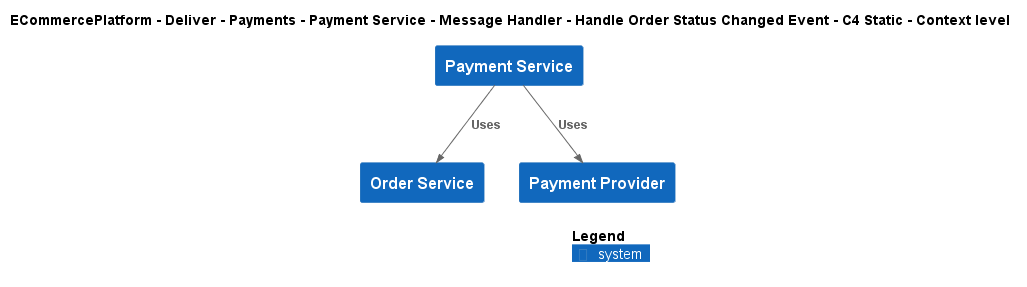 ECommercePlatform - Deliver - Payments - Payment Service - Message Handler - Handle Order Status Changed Event - C4 Static - Context level
Payment Service
Uses
Uses
Order Service
Payment Provider
Legend
system